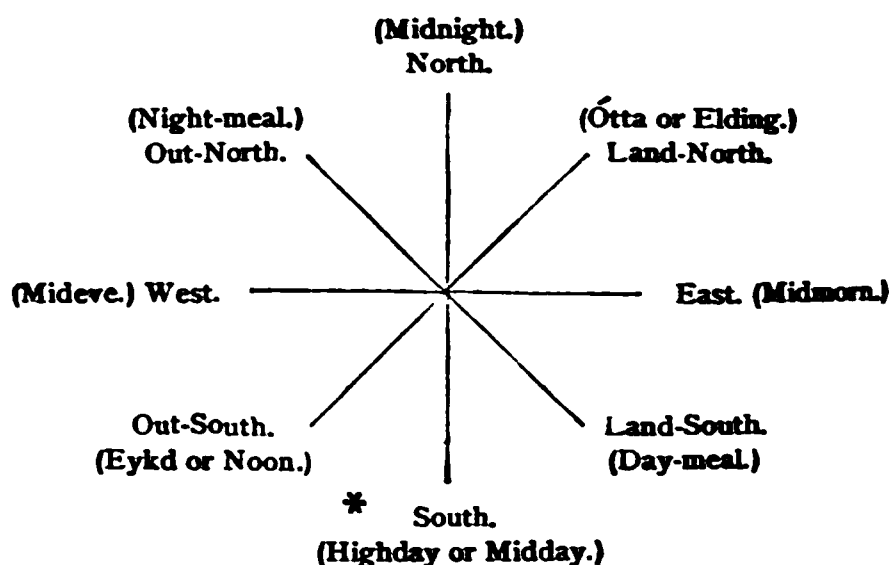 (Midnight.)
North.
(Night-meal.)
Out-North.
(Ótta or Elding.)
Land-North.
(Mideve.) West.
East. (Midmorn.)
Out-South.
(Eykd or Noon.)
Land-South.
(Day-meal.)
* South.
(Highday or Midday.)